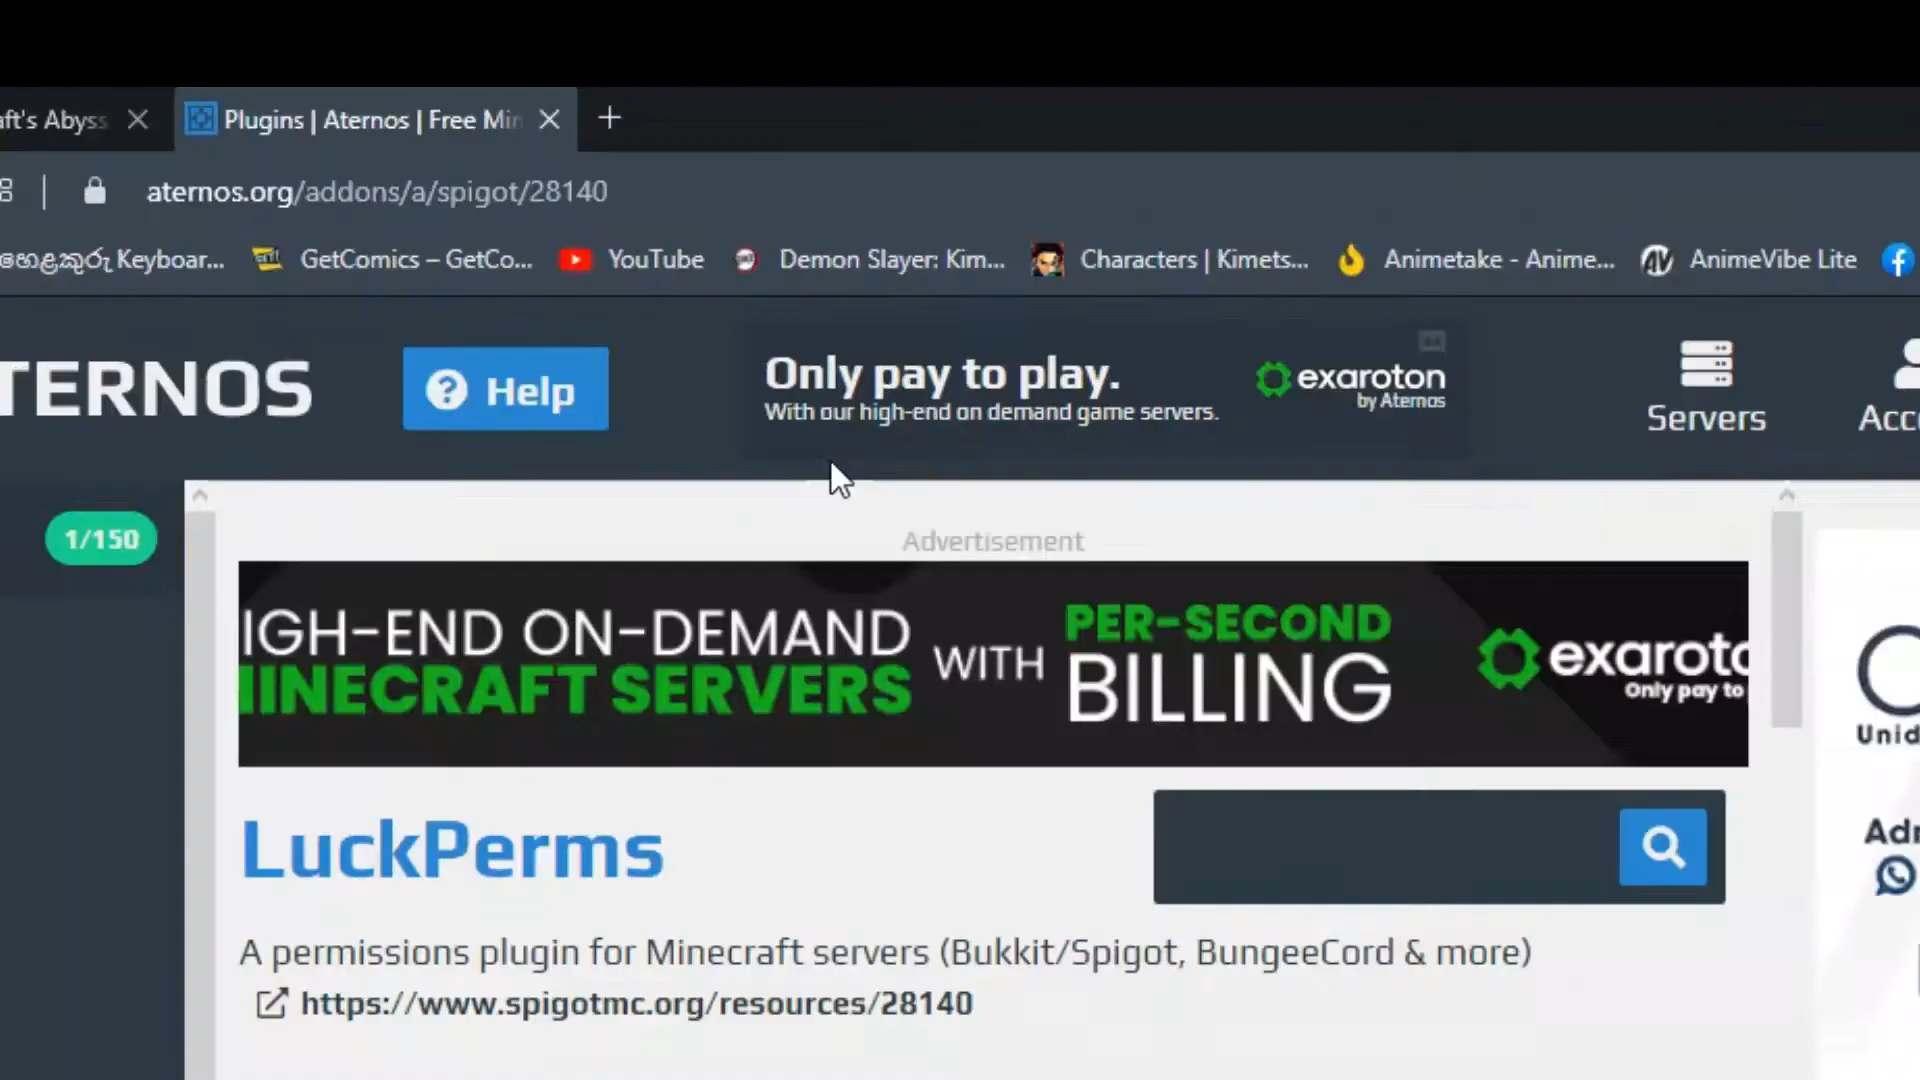 aft's Abyss
Plugins | Aternos | Free Min
aternos.org/addons/a/spigot/28140
හෙළකුරු Keyboar...
GetComics – GetCo...
YouTube
Demon Slayer: Kim...
Characters | Kimets...
Animetake - Anime...
AnimeVibe Lite
TERNOS
Help
Only pay to play.
With our high-end on demand game servers.
exaroton
by Aternos
Servers
Acc
1/150
Advertisement
IGH-END ON-DEMAND
MINECRAFT SERVERS
WITH
PER-SECOND
BILLING
exaroto
Only pay to
Unid
LuckPerms
Adm
A permissions plugin for Minecraft servers (Bukkit/Spigot, BungeeCord & more)
https://www.spigotmc.org/resources/28140